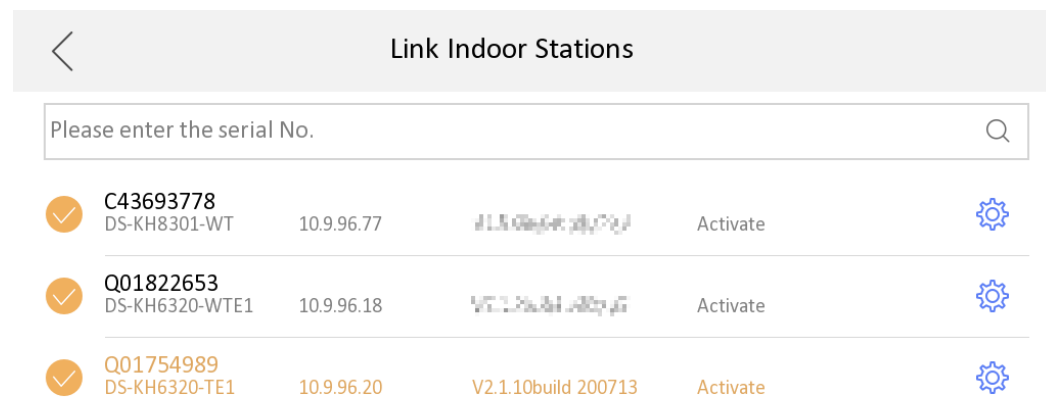 Link Indoor Stations
Please enter the serial No.
C43693778
DS-KH8301-WT 10.9.96.77 Activate
Q01822653
DS-KH6320-WTE1 10.9.96.18 Activate
Q01754989
DS-KH6320-TE1 10.9.96.20 V2.1.10build 200713 Activate